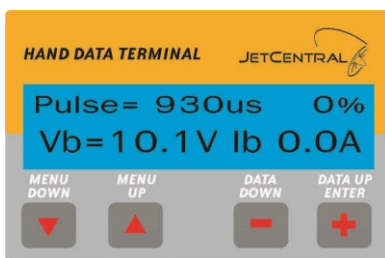 HAND DATA TERMINAL JETCENTRAL
Pulse= 930us 0%
Vb=10.1V Ib 0.0A
MENU DOWN MENU UP DATA DOWN DATA UP ENTER